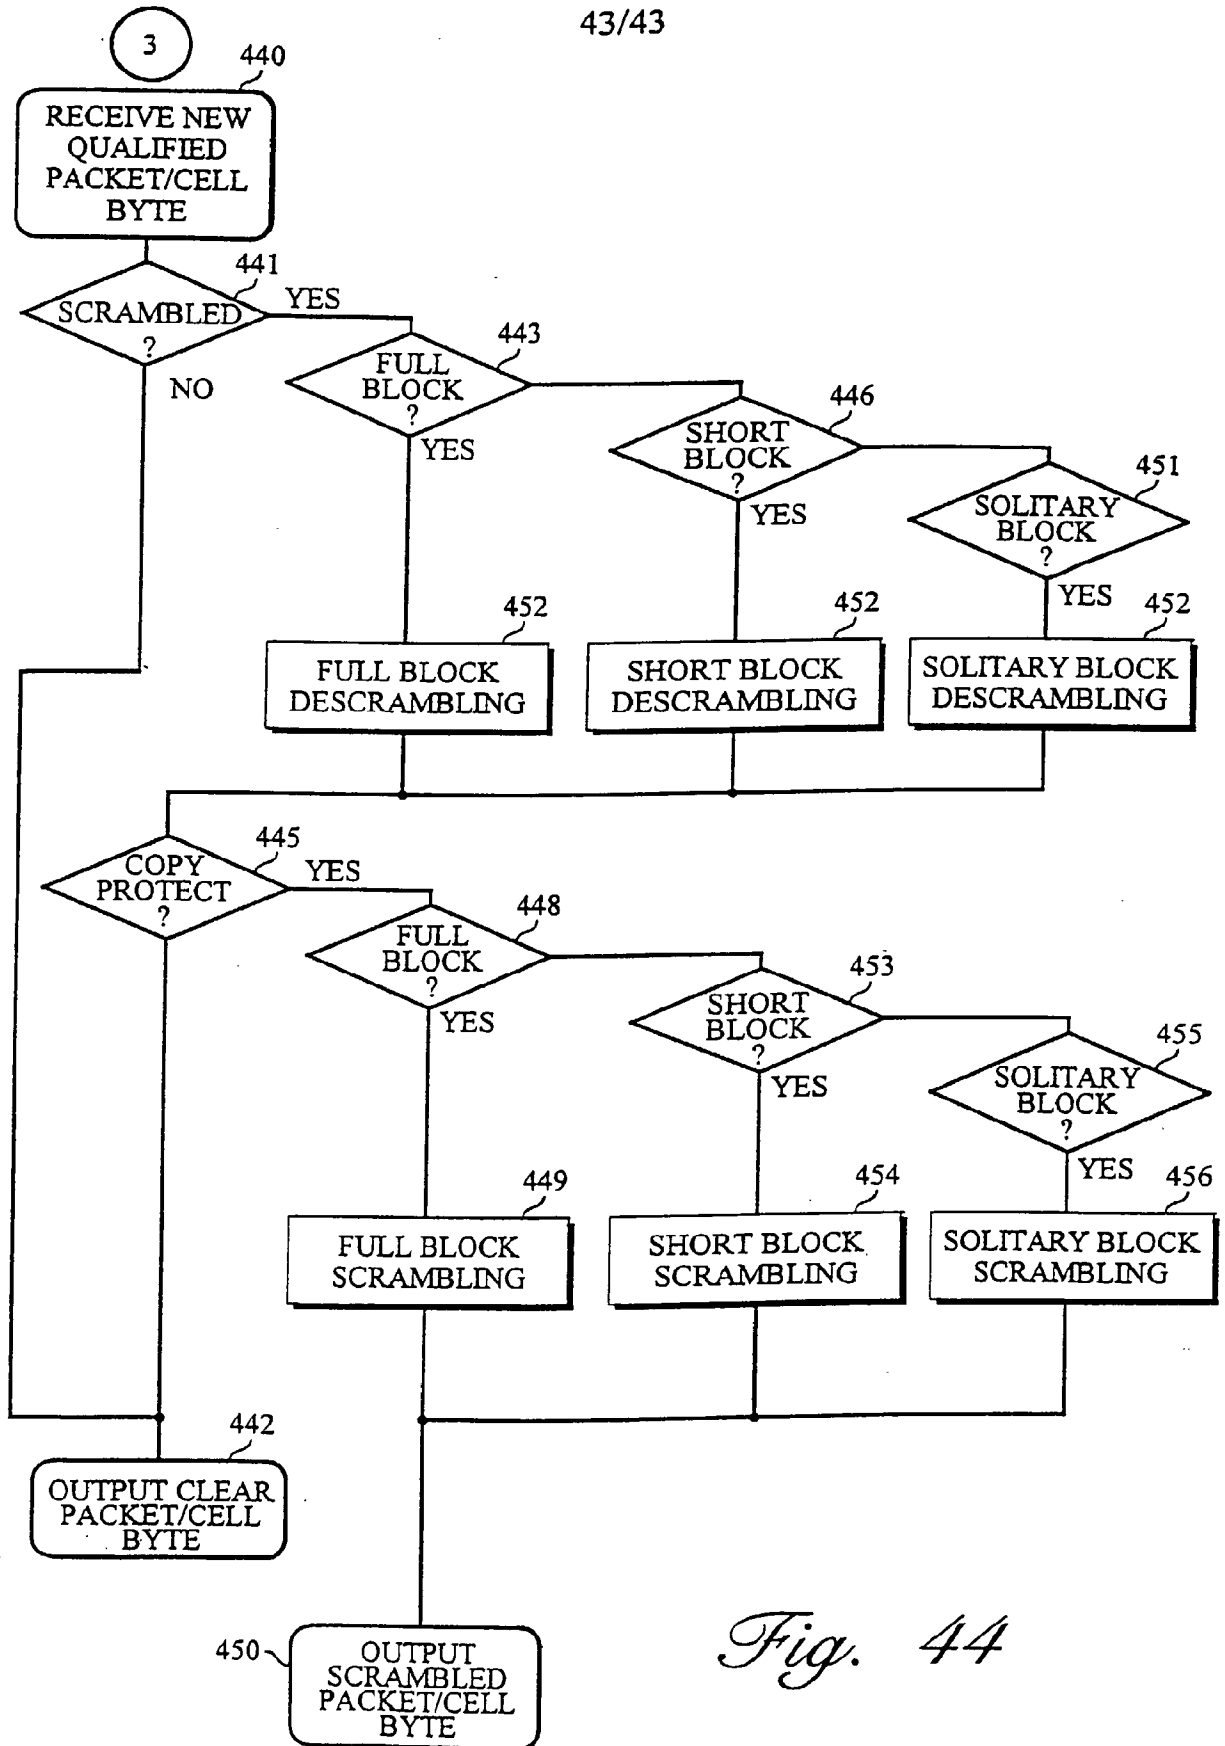 43/43
3
440
RECEIVE NEW
QUALIFIED
PACKET/CELL
BYTE
441
SCRAMBLED
?
YES
NO
443
FULL
BLOCK
?
YES
446
SHORT
BLOCK
?
YES
451
SOLITARY
BLOCK
?
YES
452
FULL BLOCK
DESCRAMBLING
452
SHORT BLOCK
DESCRAMBLING
452
SOLITARY BLOCK
DESCRAMBLING
445
COPY
PROTECT
?
YES
448
FULL
BLOCK
?
YES
453
SHORT
BLOCK
?
YES
455
SOLITARY
BLOCK
?
YES
449
FULL BLOCK
SCRAMBLING
454
SHORT BLOCK
SCRAMBLING
456
SOLITARY BLOCK
SCRAMBLING
442
OUTPUT CLEAR
PACKET/CELL
BYTE
450
OUTPUT
SCRAMBLED
PACKET/CELL
BYTE
Fig. 44